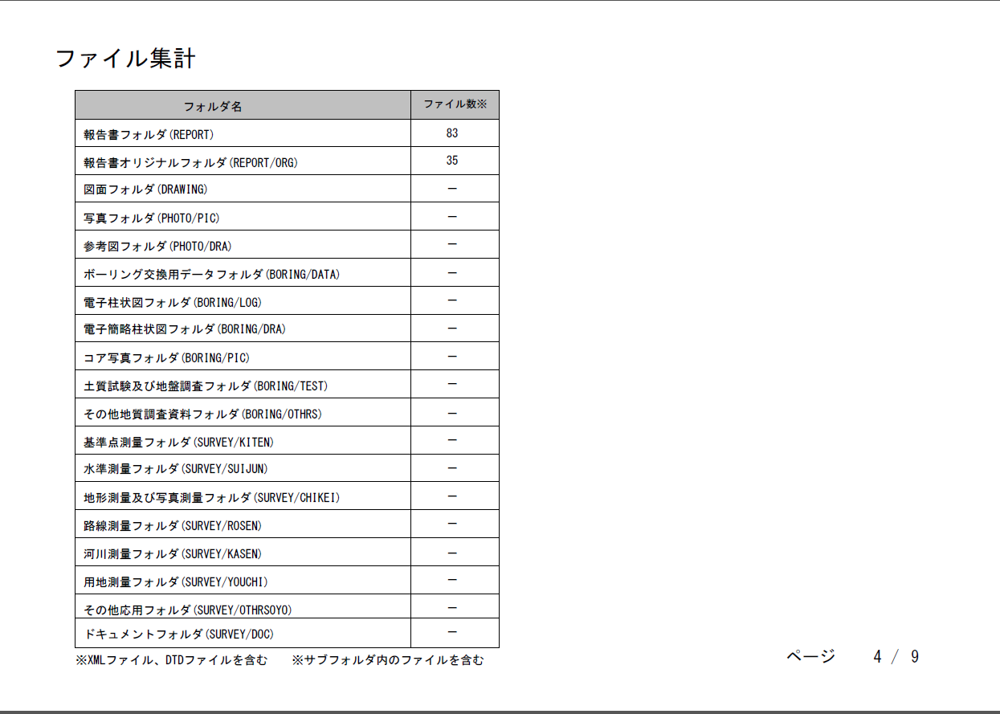 ファイル集計
フォルダ名 ファイル数※
報告書フォルダ(REPORT) 83
報告書オリジナルフォルダ(REPORT/ORG) 35
図面フォルダ(DRAWING) －
写真フォルダ(PHOTO/PIC) －
参考図フォルダ(PHOTO/DRA) －
ボーリング交換用データフォルダ(BORING/DATA) －
電子柱状図フォルダ(BORING/LOG) －
電子簡略柱状図フォルダ(BORING/DRA) －
コア写真フォルダ(BORING/PIC) －
土質試験及び地盤調査フォルダ(BORING/TEST) －
その他地質調査資料フォルダ(BORING/OTHRS) －
基準点測量フォルダ(SURVEY/KITEN) －
水準測量フォルダ(SURVEY/SUIJUN) －
地形測量及び写真測量フォルダ(SURVEY/CHIKEI) －
路線測量フォルダ(SURVEY/ROSEN) －
河川測量フォルダ(SURVEY/KASEN) －
用地測量フォルダ(SURVEY/YOUCHI) －
その他応用フォルダ(SURVEY/OTHRSOYO) －
ドキュメントフォルダ(SURVEY/DOC) －
※XMLファイル、DTDファイルを含む ※サブフォルダ内のファイルを含む
ページ 4 / 9